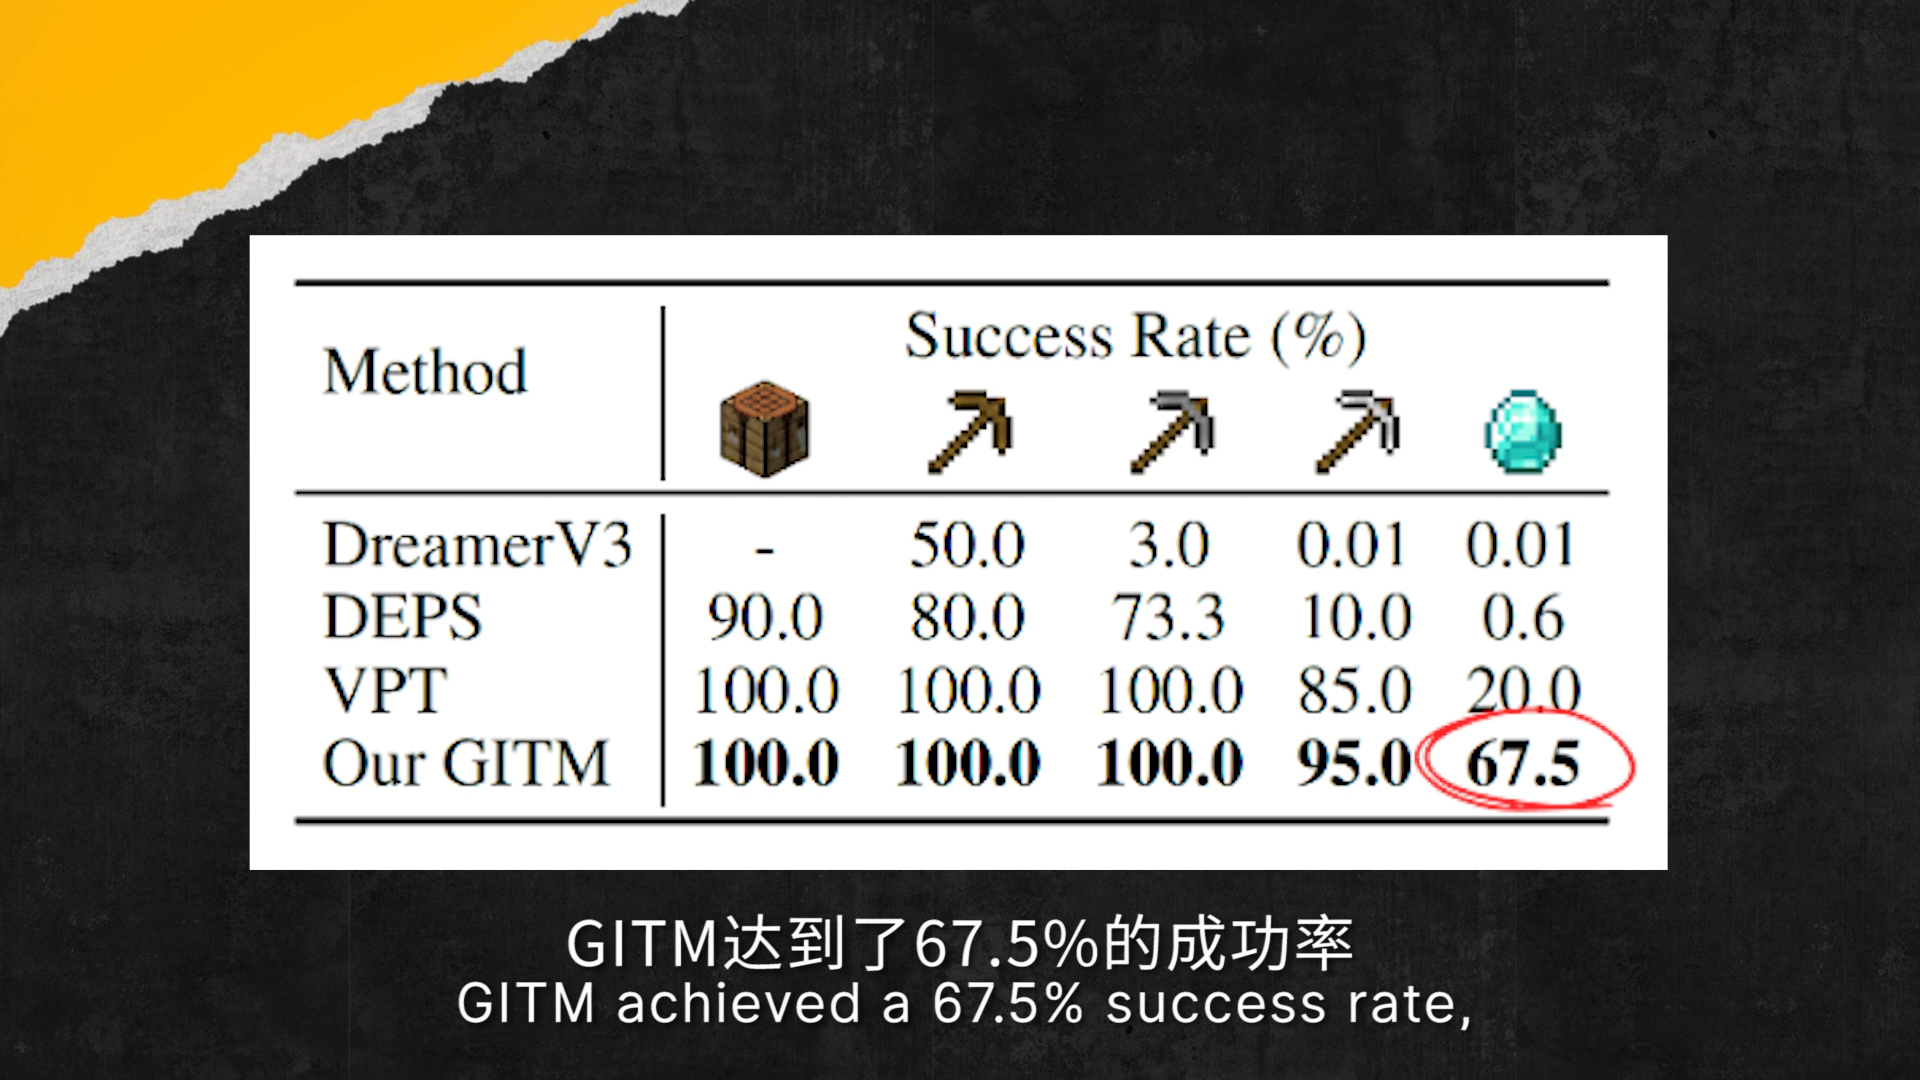 Method Success Rate (%)
DreamerV3 - 50.0 3.0 0.01 0.01
DEPS 90.0 80.0 73.3 10.0 0.6
VPT 100.0 100.0 100.0 85.0 20.0
Our GITM 100.0 100.0 100.0 95.0 67.5
GITM达到了67.5%的成功率
GITM achieved a 67.5% success rate,